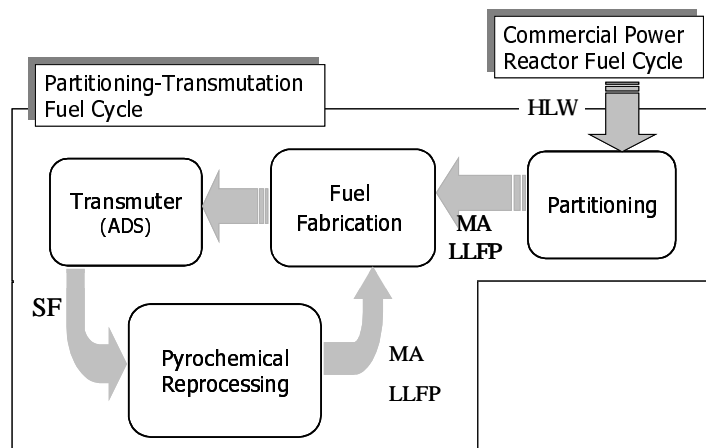 Commercial Power
Reactor Fuel Cycle
Partitioning-Transmutation
Fuel Cycle
HLW
Transmuter
(ADS)
Fuel
Fabrication
Partitioning
MA
LLFP
SF
Pyrochemical
Reprocessing
MA
LLFP